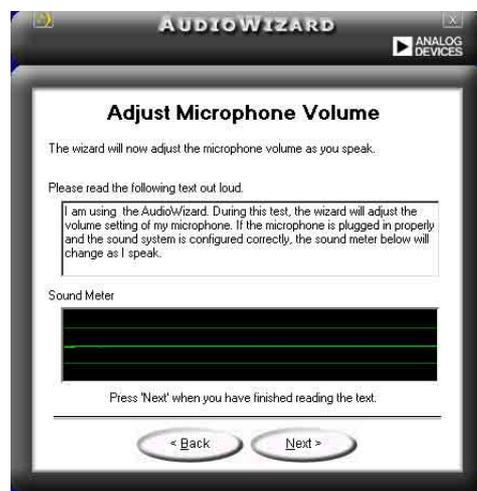 AUDIOWIZARD
X
ANALOG
DEVICES
Adjust Microphone Volume
The wizard will now adjust the microphone volume as you speak.
Please read the following text out loud.
I am using  the AudioWizard. During this test, the wizard will adjust the
volume setting of my microphone. If the microphone is plugged in properly
and the sound system is configured correctly, the sound meter below will
change as I speak.
Sound Meter
Press 'Next' when you have finished reading the text.
< Back
Next >